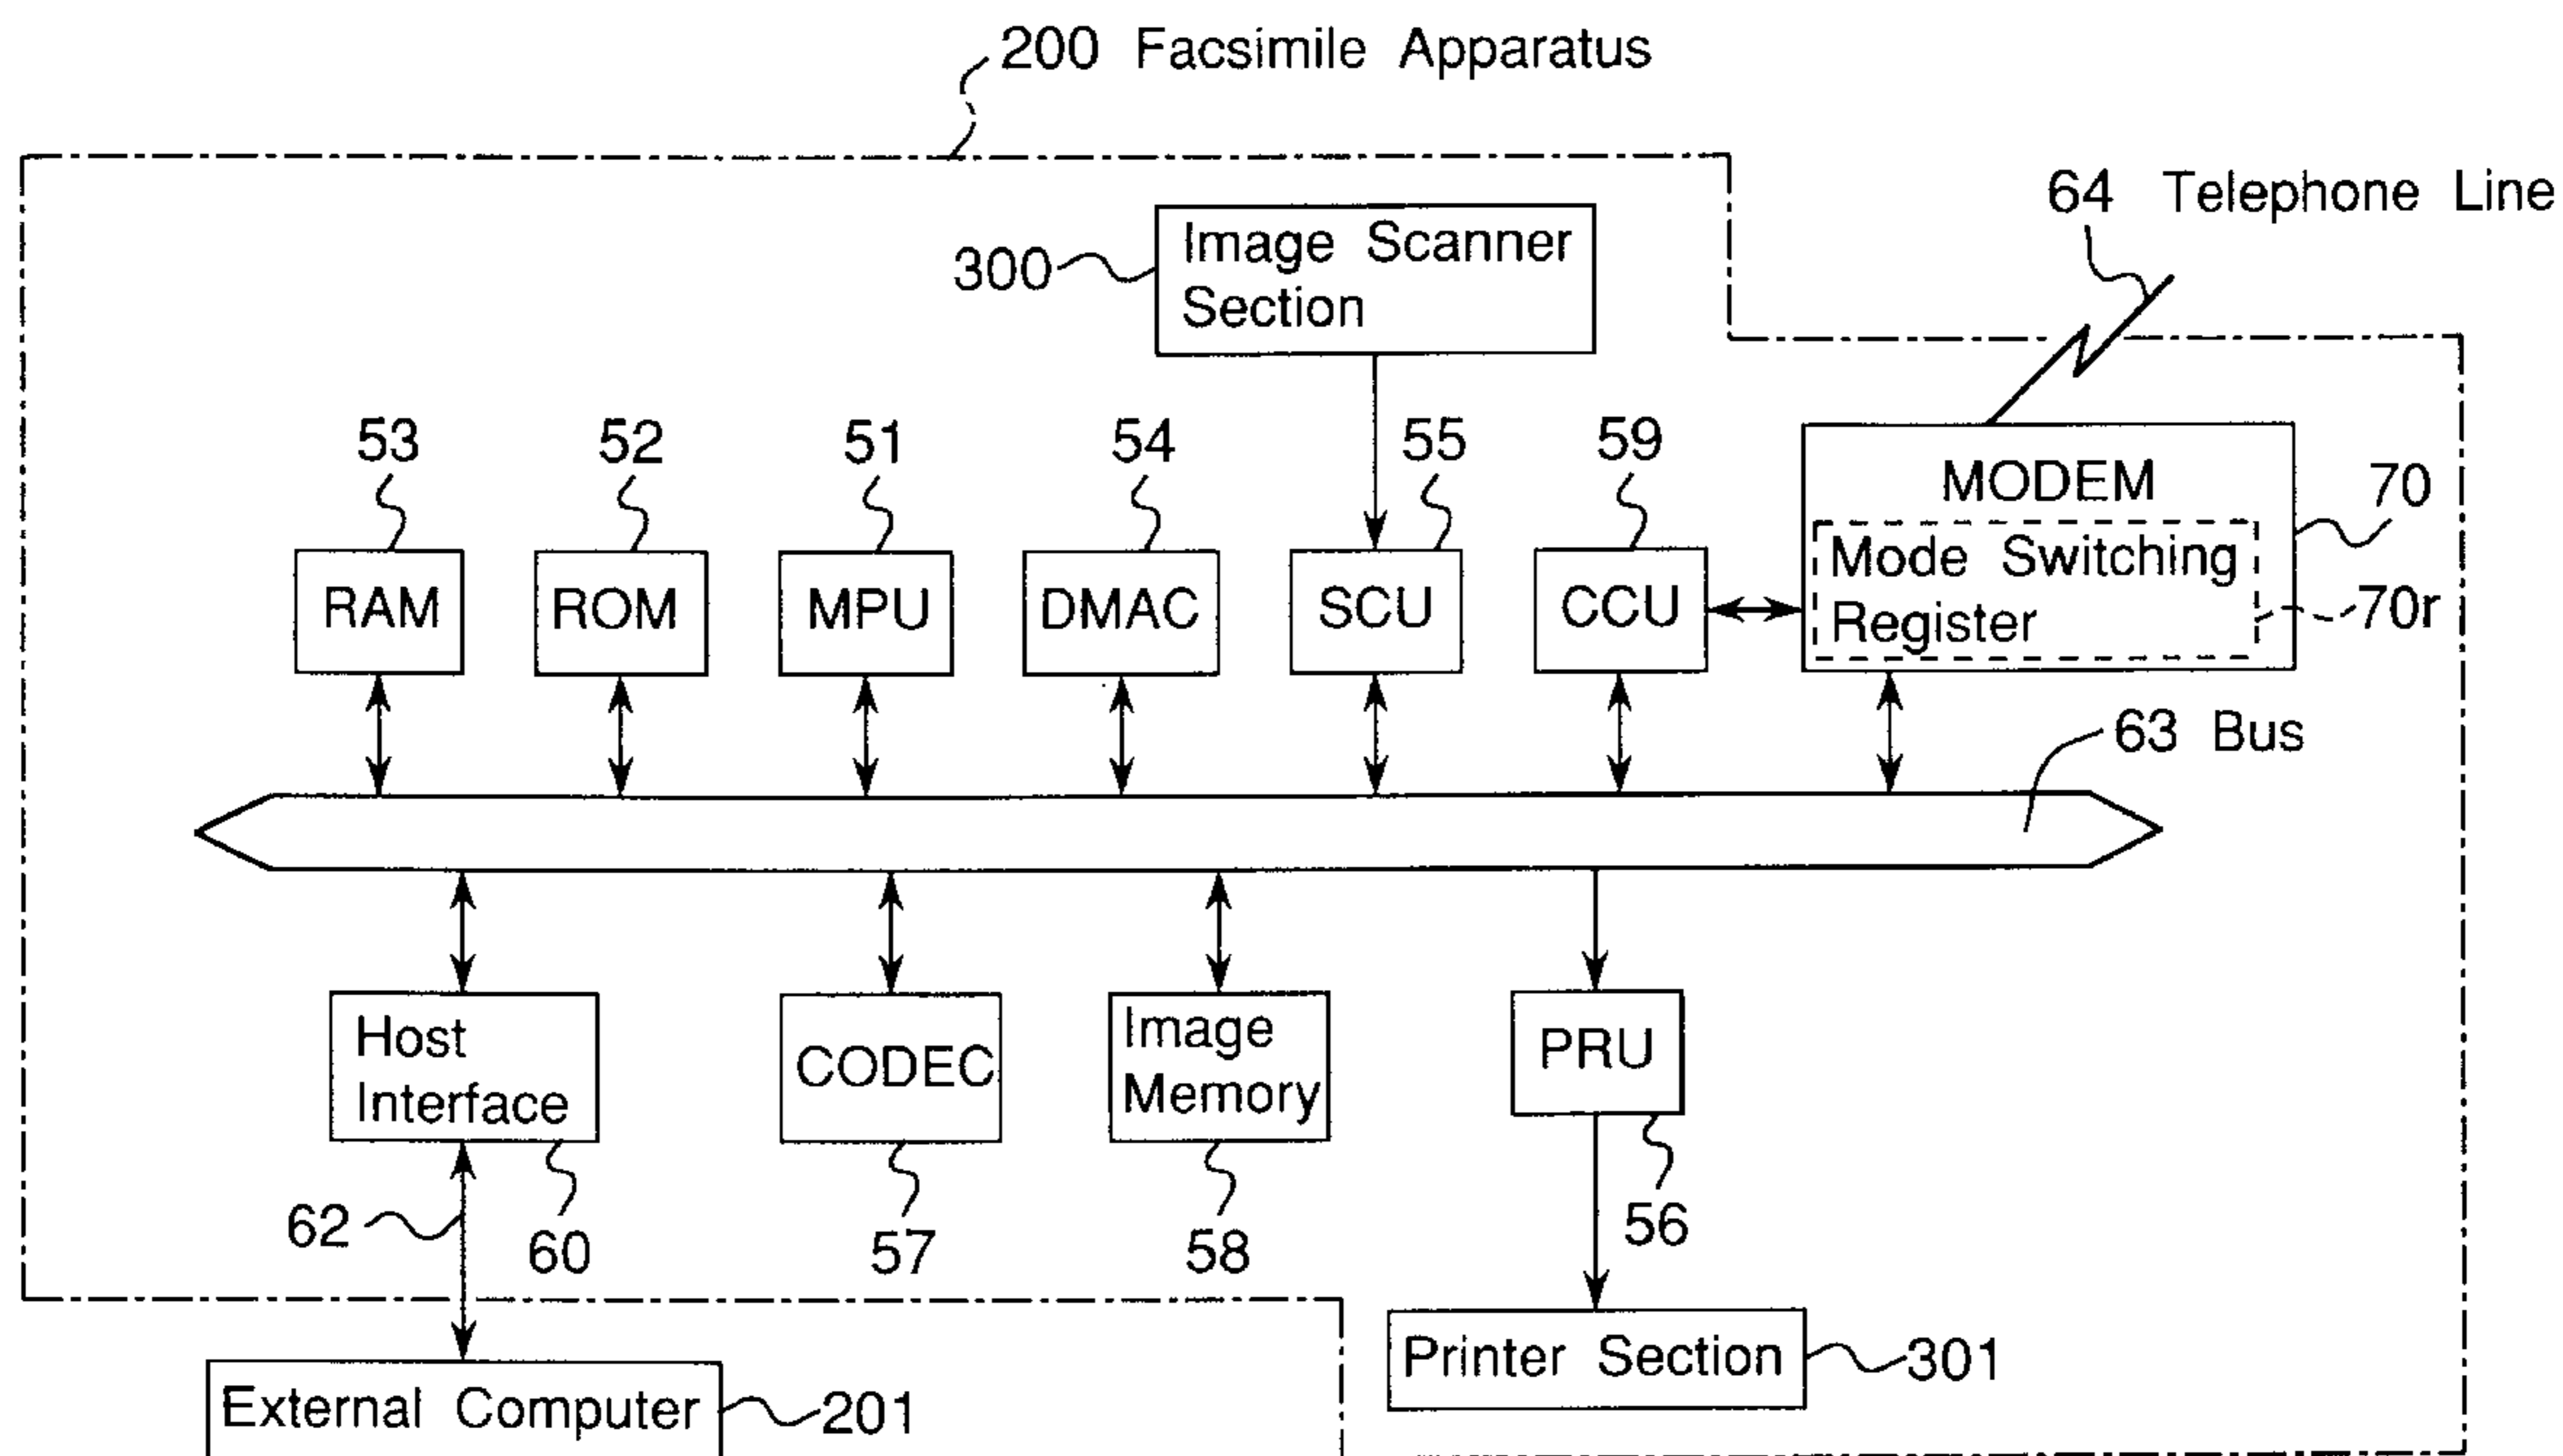 200 Facsimile Apparatus
64 Telephone Line
300
Image Scanner
Section
53
52
51
54
55
59
MODEM
70
RAM
ROM
MPU
DMAC
SCU
CCU
Mode Switching
Register
70r
63 Bus
Host
Interface
CODEC
Image
Memory
PRU
62
60
57
58
56
Printer Section
301
External Computer
201